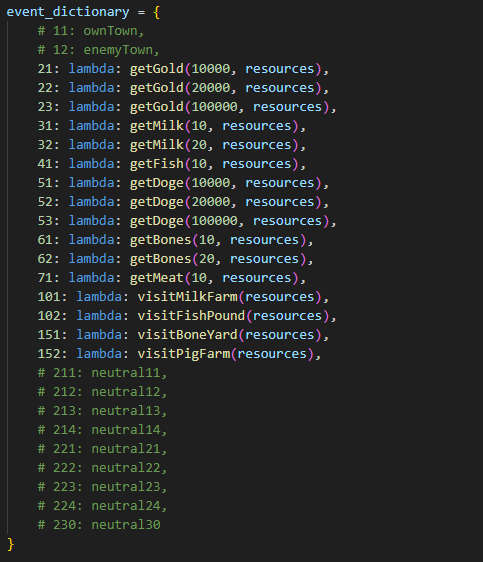 event_dictionary = {
    # 11: ownTown,
    # 12: enemyTown,
    21: lambda: getGold(10000, resources),
    22: lambda: getGold(20000, resources),
    23: lambda: getGold(100000, resources),
    31: lambda: getMilk(10, resources),
    32: lambda: getMilk(20, resources),
    41: lambda: getFish(10, resources),
    51: lambda: getDoge(10000, resources),
    52: lambda: getDoge(20000, resources),
    53: lambda: getDoge(100000, resources),
    61: lambda: getBones(10, resources),
    62: lambda: getBones(20, resources),
    71: lambda: getMeat(10, resources),
    101: lambda: visitMilkFarm(resources),
    102: lambda: visitFishPound(resources),
    151: lambda: visitBoneYard(resources),
    152: lambda: visitPigFarm(resources),
    # 211: neutral11,
    # 212: neutral12,
    # 213: neutral13,
    # 214: neutral14,
    # 221: neutral21,
    # 222: neutral22,
    # 223: neutral23,
    # 224: neutral24,
    # 230: neutral30
}